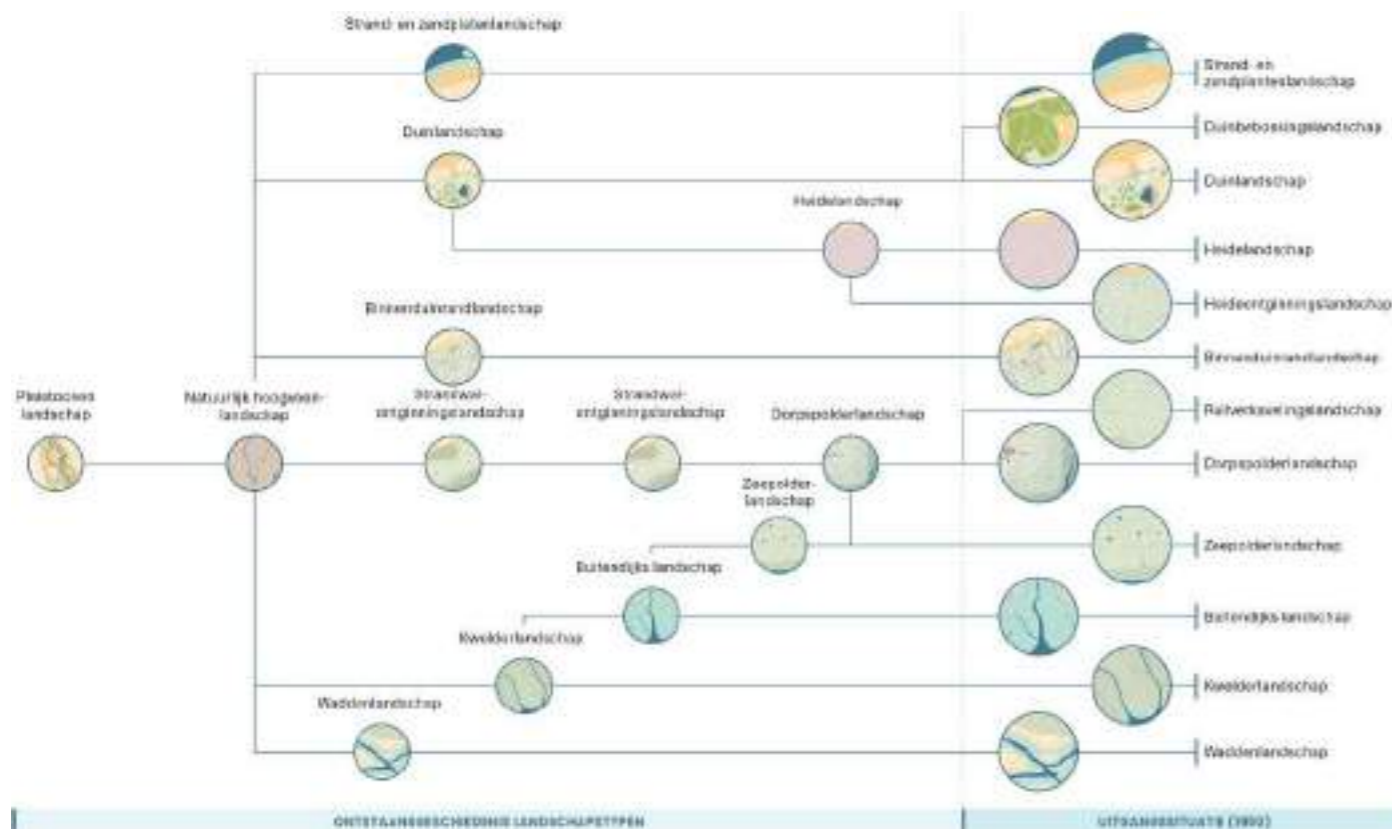 Strand- en zandplatenlandschap
Strand- en
zandplanteslandschap
Duinlandschap
Duinbebossingslandschap
Duinlandschap
Heidelandschap
Heidelandschap
Heideontginningslandschap
Binnenduinrandlandschap
Binnenduinrandlandschap
Pleistoceen
landschap
Natuurlijk hoogveen-
landschap
Strandwal-
ontginningslandschap
Strandwal-
ontginningslandschap
Dorpspolderlandschap
Ruilverkavelingslandschap
Dorpspolderlandschap
Zeepolder-
landschap
Zeepolderlandschap
Buitendijks landschap
Buitendijks landschap
Kwelderlandschap
Kwelderlandschap
Waddenlandschap
Waddenlandschap
ONTSTAANSGESCHIEDENIS LANDSCHAPSTYPEN
UITGANGSSITUATIE